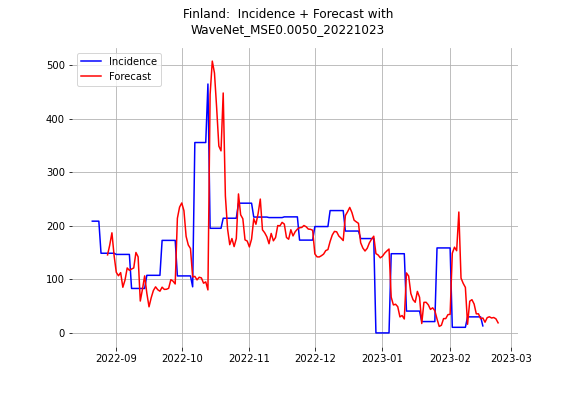 Finland:  Incidence + Forecast with
WaveNet_MSE0.0050_20221023
Incidence
Forecast
500
400
300
200
100
0
2022-09 2022-10 2022-11 2022-12 2023-01 2023-02 2023-03